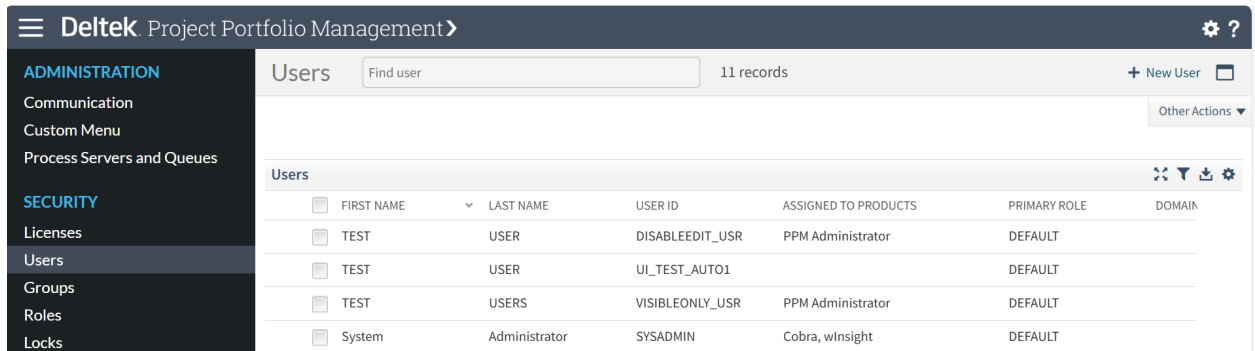 Deltek. Project Portfolio Management
?
ADMINISTRATION
Communication
Custom Menu
Process Servers and Queues
SECURITY
Licenses
Users
Groups
Roles
Locks
Users
Find user
11 records
+ New User
Other Actions
Users
FIRST NAME LAST NAME USER ID ASSIGNED TO PRODUCTS PRIMARY ROLE DOMAIN
TEST USER DISABLEEDIT_USR PPM Administrator DEFAULT
TEST USER UI_TEST_AUTO1 DEFAULT
TEST USERS VISIBLEONLY_USR PPM Administrator DEFAULT
System Administrator SYSADMIN Cobra, wInsight DEFAULT